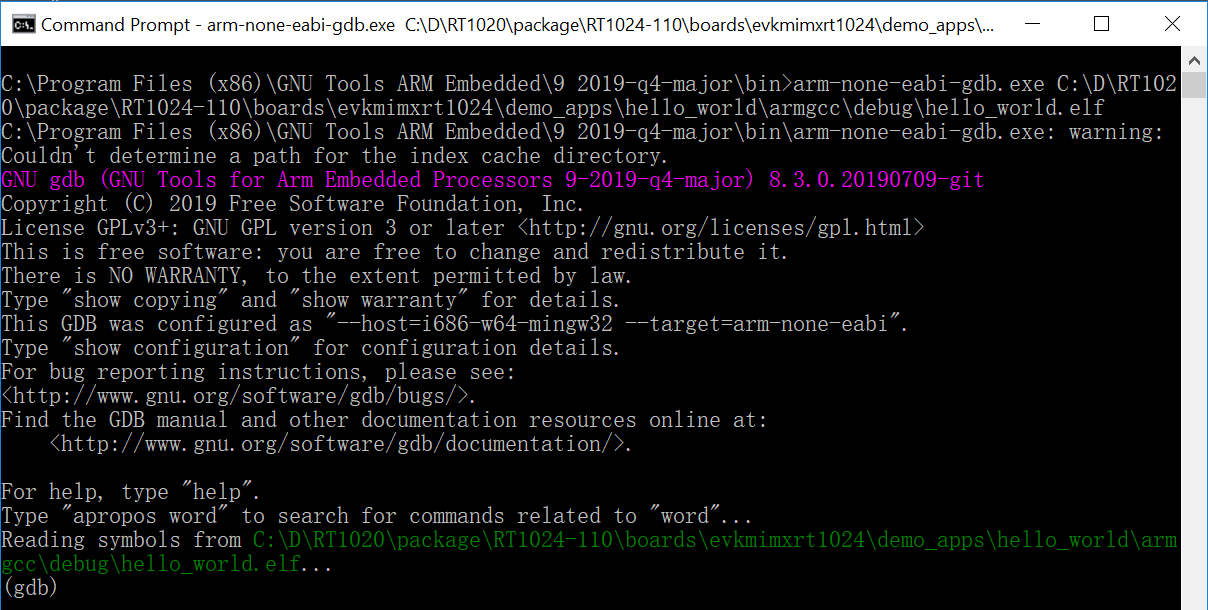 Command Prompt - arm-none-eabi-gdb.exe  C:\D\RT1020\package\RT1024-110\boards\evkmimxrt1024\demo_apps\...
C:\Program Files (x86)\GNU Tools ARM Embedded\9 2019-q4-major\bin>arm-none-eabi-gdb.exe C:\D\RT102
0\package\RT1024-110\boards\evkmimxrt1024\demo_apps\hello_world\armgcc\debug\hello_world.elf
C:\Program Files (x86)\GNU Tools ARM Embedded\9 2019-q4-major\bin\arm-none-eabi-gdb.exe: warning:
Couldn't determine a path for the index cache directory.
GNU gdb (GNU Tools for Arm Embedded Processors 9-2019-q4-major) 8.3.0.20190709-git
Copyright (C) 2019 Free Software Foundation, Inc.
License GPLv3+: GNU GPL version 3 or later <http://gnu.org/licenses/gpl.html>
This is free software: you are free to change and redistribute it.
There is NO WARRANTY, to the extent permitted by law.
Type "show copying" and "show warranty" for details.
This GDB was configured as "--host=i686-w64-mingw32 --target=arm-none-eabi".
Type "show configuration" for configuration details.
For bug reporting instructions, please see:
<http://www.gnu.org/software/gdb/bugs/>.
Find the GDB manual and other documentation resources online at:
    <http://www.gnu.org/software/gdb/documentation/>.
For help, type "help".
Type "apropos word" to search for commands related to "word"...
Reading symbols from C:\D\RT1020\package\RT1024-110\boards\evkmimxrt1024\demo_apps\hello_world\arm
gcc\debug\hello_world.elf...
(gdb)